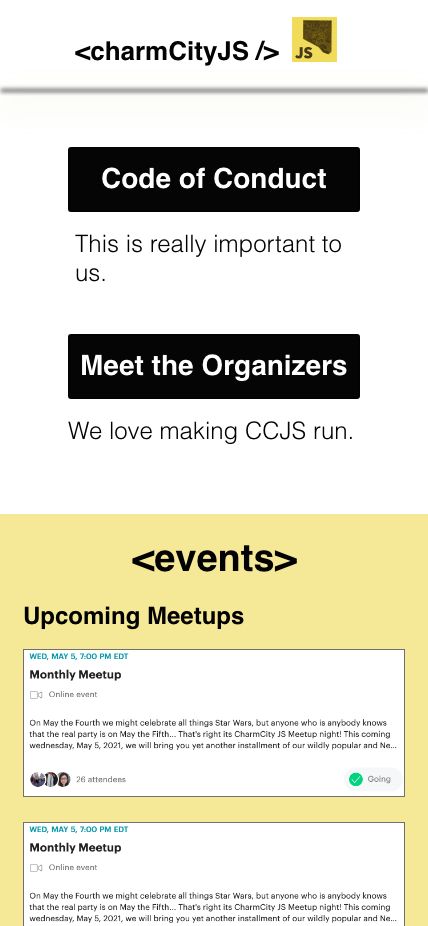 <charmCityJS />
JS
Code of Conduct
This is really important to
us.
Meet the Organizers
We love making CCJS run.
<events>
Upcoming Meetups
WED, MAY 5, 7:00 PM EDT
Monthly Meetup
Online event
On May the Fourth we might celebrate all things Star Wars, but anyone who is anybody knows
that the real party is on May the Fifth... That's right its CharmCity JS Meetup night! This coming
wednesday, May 5, 2021, we will bring you yet another installment of our wildly popular and Ne...
26 attendees
Going
WED, MAY 5, 7:00 PM EDT
Monthly Meetup
Online event
On May the Fourth we might celebrate all things Star Wars, but anyone who is anybody knows
that the real party is on May the Fifth... That's right its CharmCity JS Meetup night! This coming
wednesday, May 5, 2021, we will bring you yet another installment of our wildly popular and Ne...